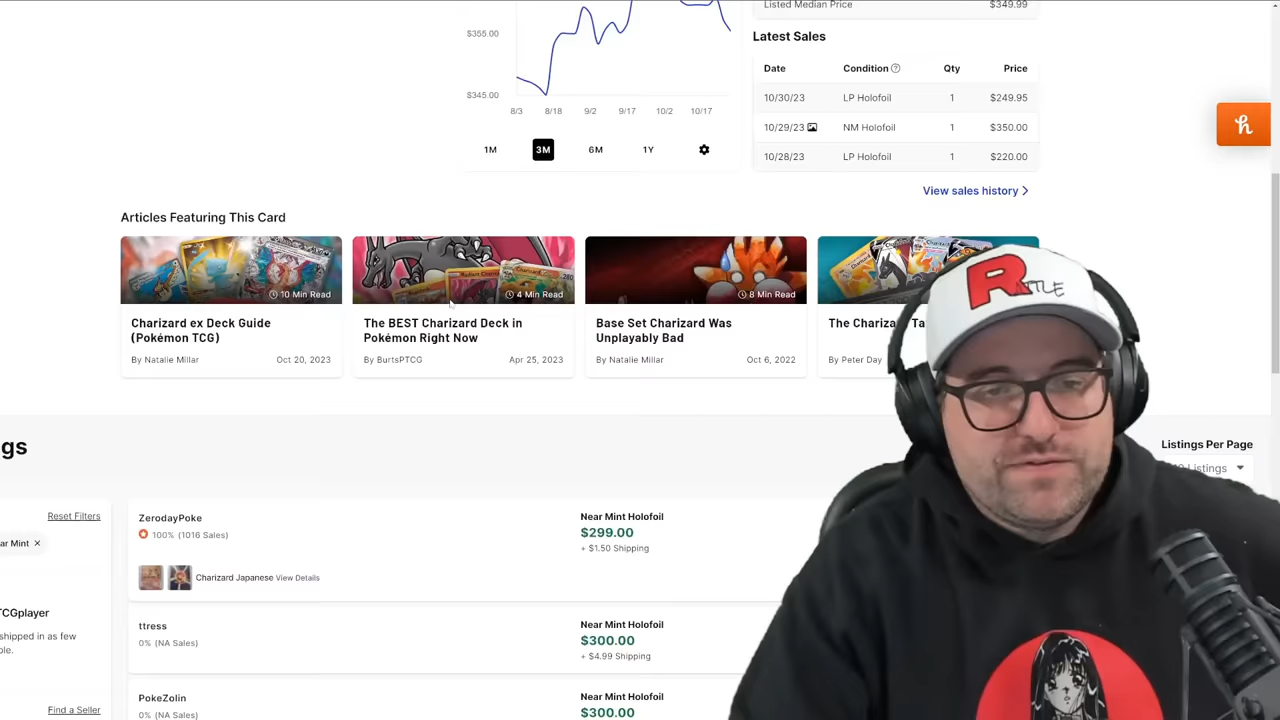 Listed Median Price $349.99
$355.00
$345.00
8/3 8/18 9/2 9/17 10/2 10/17
1M 3M 6M 1Y
Latest Sales
Date Condition Qty Price
10/30/23 LP Holofoil 1 $249.95
10/29/23 NM Holofoil 1 $350.00
10/28/23 LP Holofoil 1 $220.00
View sales history
h
Articles Featuring This Card
10 Min Read
Charizard ex Deck Guide
(Pokémon TCG)
By Natalie Millar Oct 20, 2023
4 Min Read
The BEST Charizard Deck in
Pokémon Right Now
By BurtsPTCG Apr 25, 2023
8 Min Read
Base Set Charizard Was
Unplayably Bad
By Natalie Millar Oct 6, 2022
The Chariza
By Peter Day
R
gs
Listings Per Page
Listings
Reset Filters
ar Mint
TCGplayer
shipped in as few
ple.
Find a Seller
ZerodayPoke
100% (1016 Sales)
Charizard Japanese View Details
Near Mint Holofoil
$299.00
+ $1.50 Shipping
ttress
0% (NA Sales)
Near Mint Holofoil
$300.00
+ $4.99 Shipping
PokeZolin
0% (NA Sales)
Near Mint Holofoil
$300.00